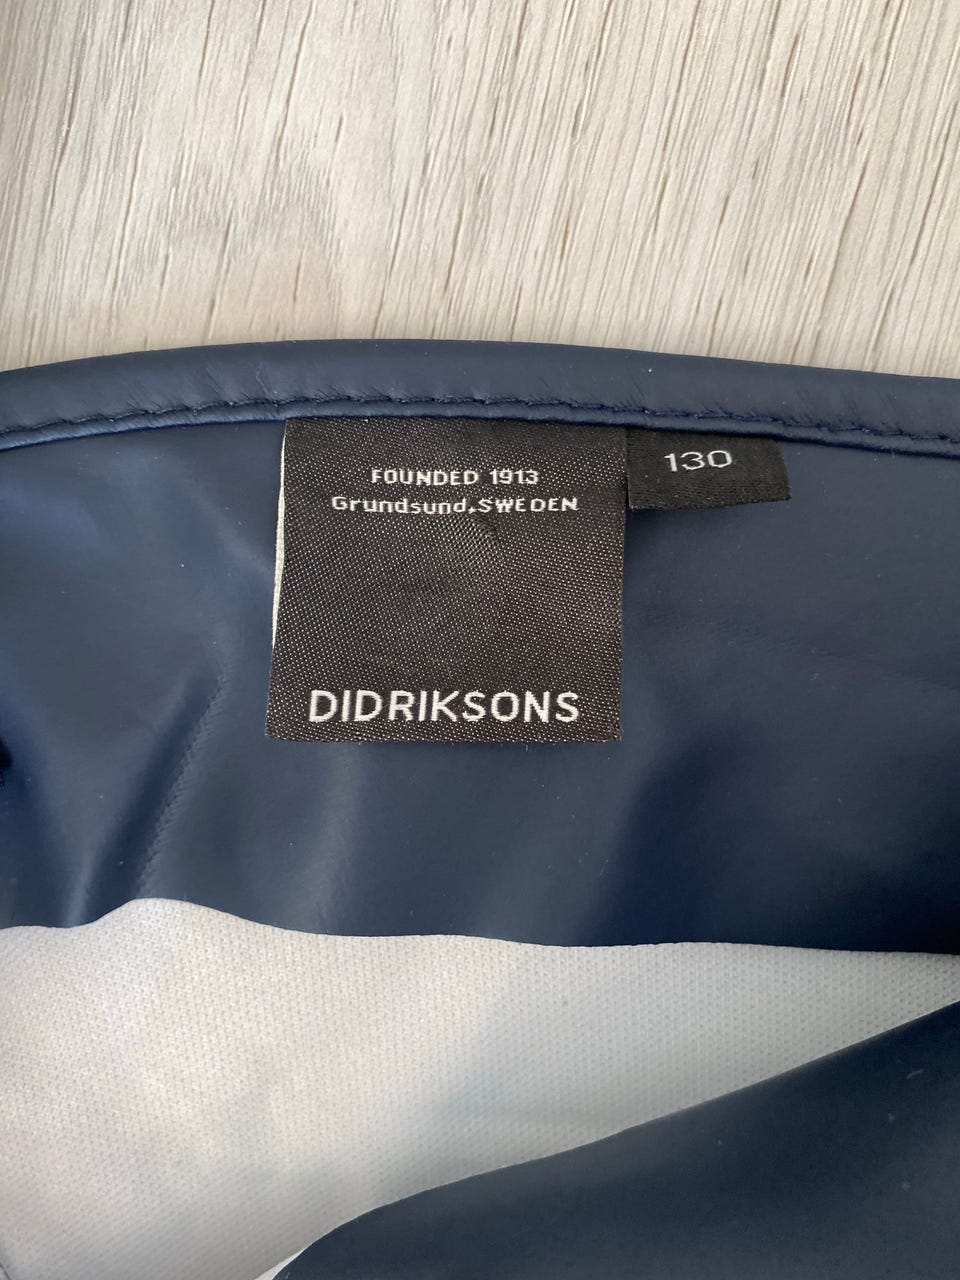 FOUNDED 1913
Grundsund,SWEDEN
DIDRIKSONS
130